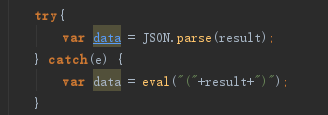 try{
var data = JSON.parse(result);
} catch(e) {
var data = eval("("+result+")");
}